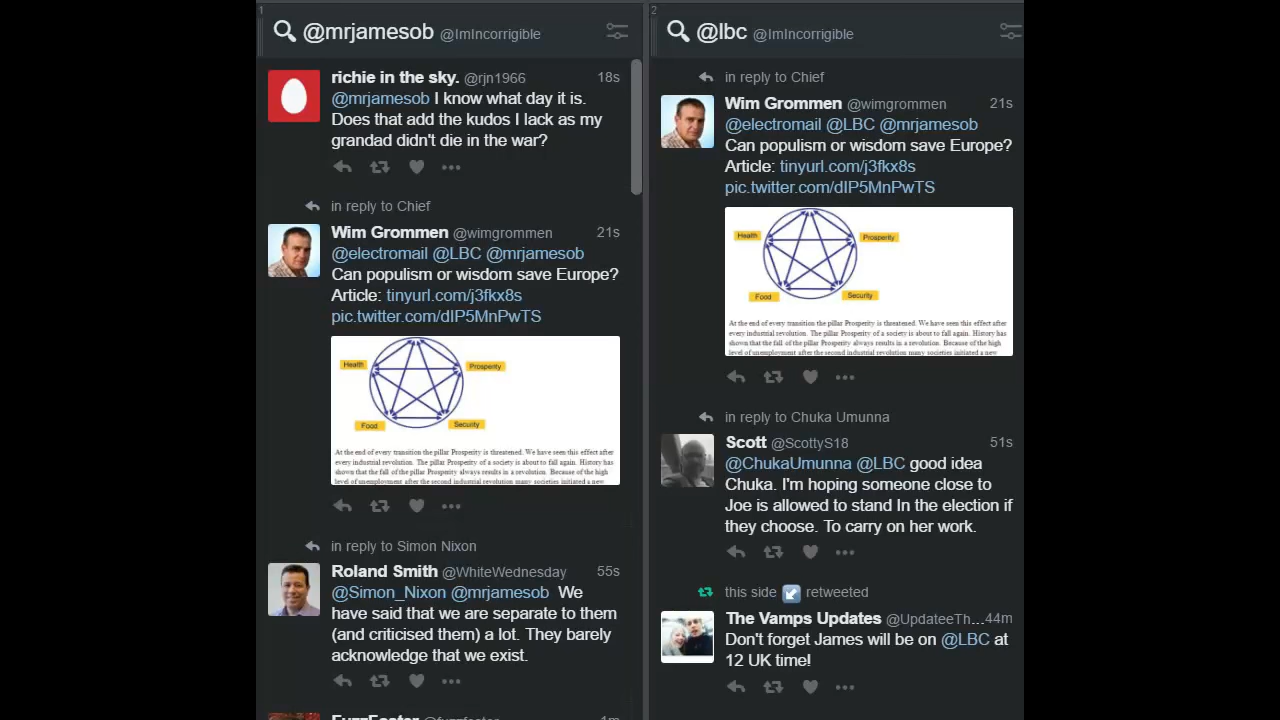 1
@mrjamesob @ImIncorrigible
richie in the sky. @rjn1966 18s
@mrjamesob I know what day it is.
Does that add the kudos I lack as my
grandad didn't die in the war?
in reply to Chief
Wim Grommen @wimgrommen 21s
@electromail @LBC @mrjamesob
Can populism or wisdom save Europe?
Article: tinyurl.com/j3fkx8s
pic.twitter.com/dIP5MnPwTS
Health
Prosperity
Food
Security
At the end of every transition the pillar Prosperity is threatened. We have seen this effect after
every industrial revolution. The pillar Prosperity of a society is about to fall again. History has
shown that the fall of the pillar Prosperity always results in a revolution. Because of the high
level of unemployment after the second industrial revolution many societies initiated a new
in reply to Simon Nixon
Roland Smith @WhiteWednesday 55s
@Simon_Nixon @mrjamesob We
have said that we are separate to them
(and criticised them) a lot. They barely
acknowledge that we exist.
FuzzFoster @fuzzfoster 1m
2
@lbc @ImIncorrigible
in reply to Chief
Wim Grommen @wimgrommen 21s
@electromail @LBC @mrjamesob
Can populism or wisdom save Europe?
Article: tinyurl.com/j3fkx8s
pic.twitter.com/dIP5MnPwTS
Health
Prosperity
Food
Security
At the end of every transition the pillar Prosperity is threatened. We have seen this effect after
every industrial revolution. The pillar Prosperity of a society is about to fall again. History has
shown that the fall of the pillar Prosperity always results in a revolution. Because of the high
level of unemployment after the second industrial revolution many societies initiated a new
in reply to Chuka Umunna
Scott @ScottyS18 51s
@ChukaUmunna @LBC good idea
Chuka. I'm hoping someone close to
Joe is allowed to stand In the election if
they choose. To carry on her work.
this side ↙ retweeted
The Vamps Updates @UpdateeTh... 44m
Don't forget James will be on @LBC at
12 UK time!